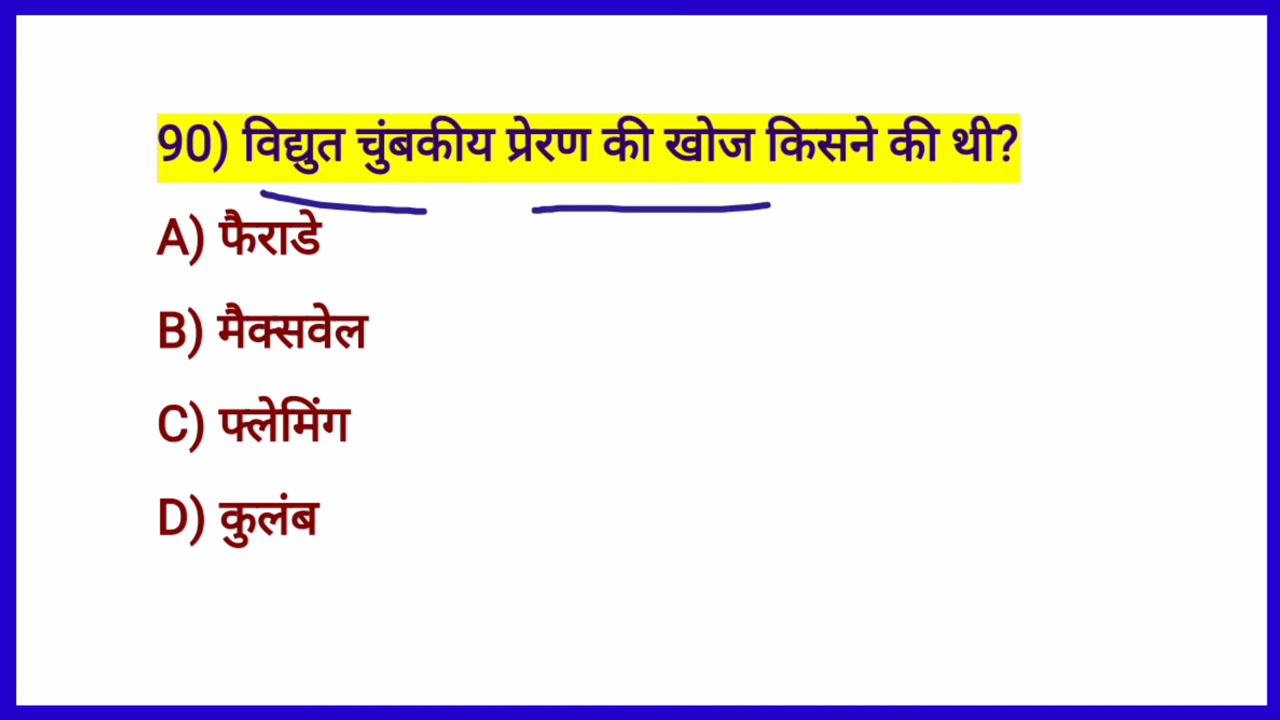 90) विद्युत चुंबकीय प्रेरण की खोज किसने की थी?
A) फैराडे
B) मैक्सवेल
C) फ्लेमिंग
D) कुलंब